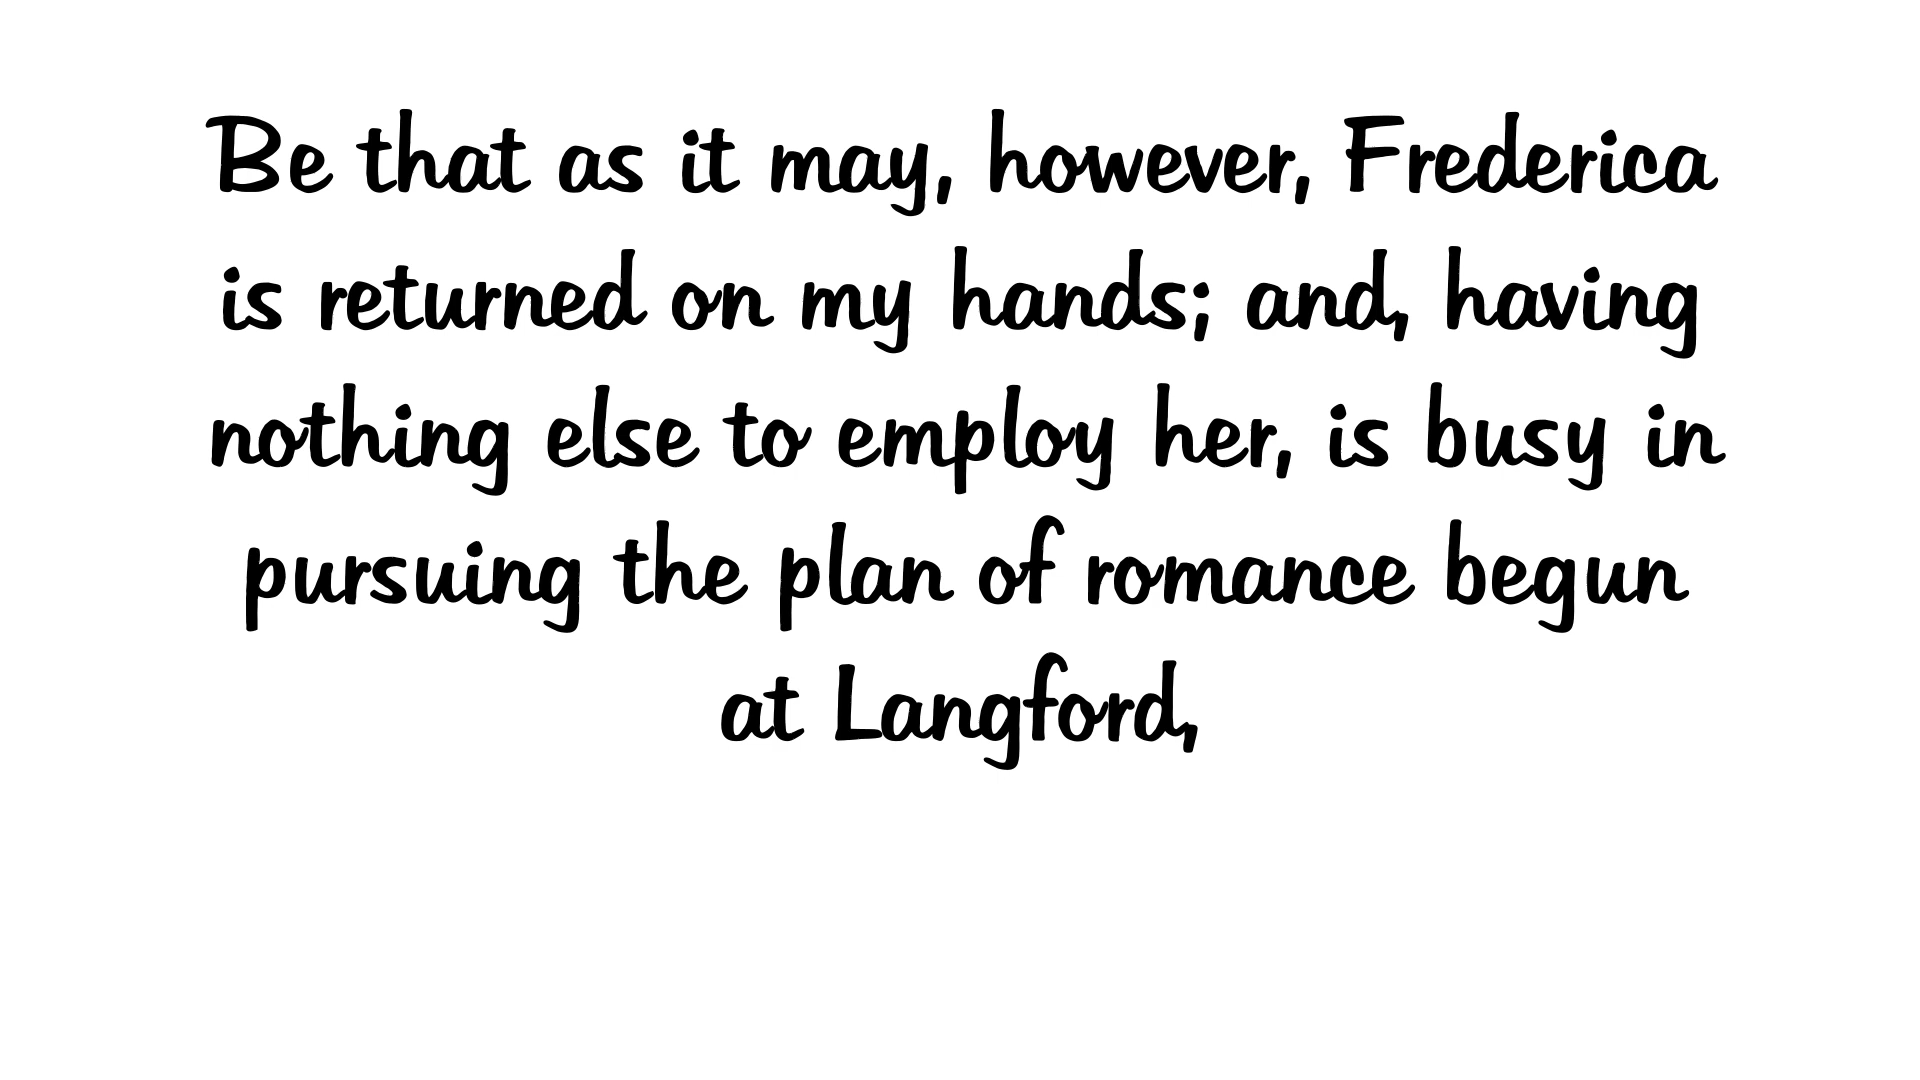 Be that as it may, however, Frederica
is returned on my hands; and, having
nothing else to employ her, is busy in
pursuing the plan of romance begun
at Langford,